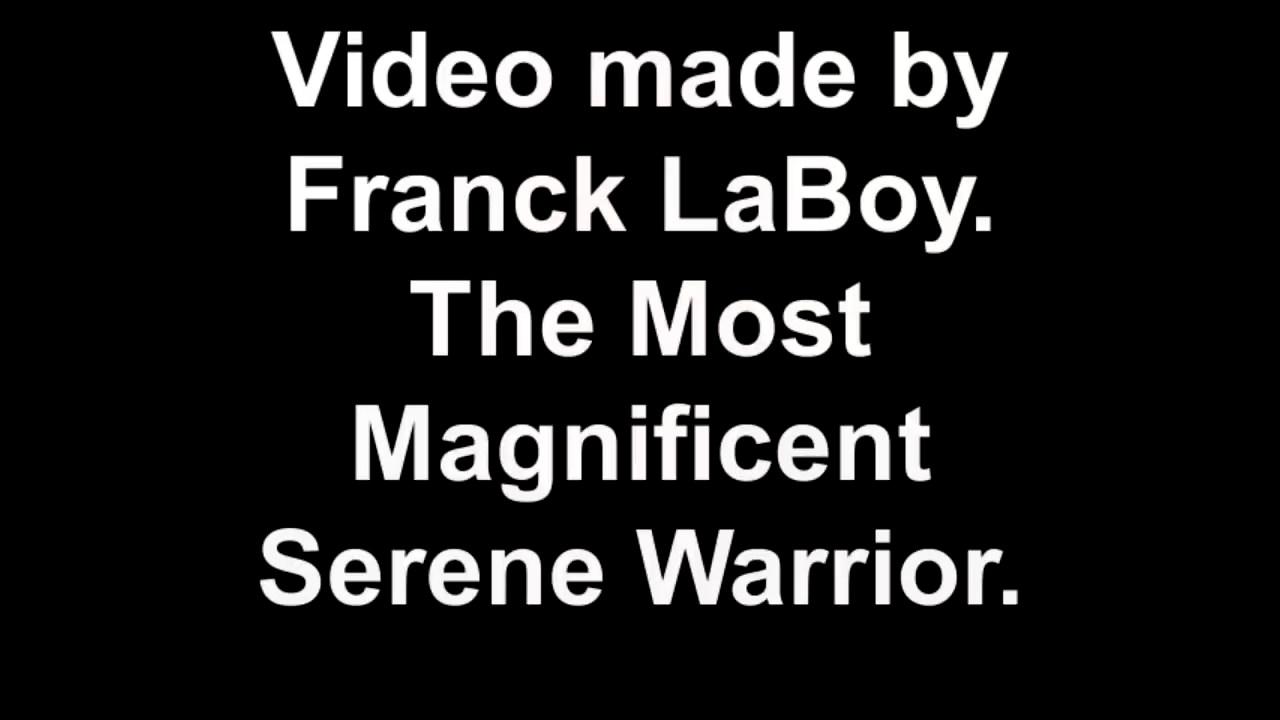 Video made by
Franck LaBoy.
The Most
Magnificent
Serene Warrior.